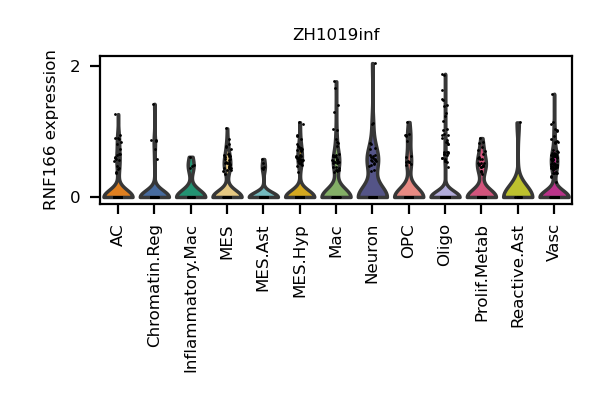 ZH1019inf
RNF166 expression
2
0
AC
Chromatin.Reg
Inflammatory.Mac
MES
MES.Ast
MES.Hyp
Mac
Neuron
OPC
Oligo
Prolif.Metab
Reactive.Ast
Vasc